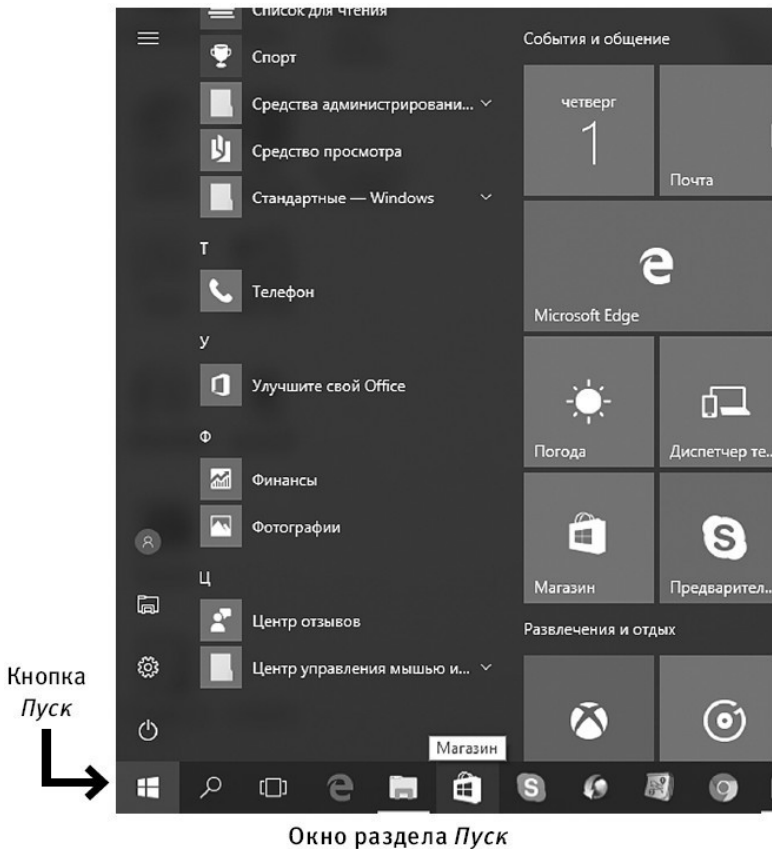 Список для чтения
Спорт
Средства администрировани...
Средство просмотра
Стандартные — Windows
Т
Телефон
У
Улучшите свой Office
Ф
Финансы
Фотографии
Ц
Центр отзывов
Центр управления мышью и...
События и общение
четверг
1
Почта
Microsoft Edge
Погода
Диспетчер те...
Магазин
Предварител...
Развлечения и отдых
Магазин
Кнопка
Пуск
Окно раздела Пуск